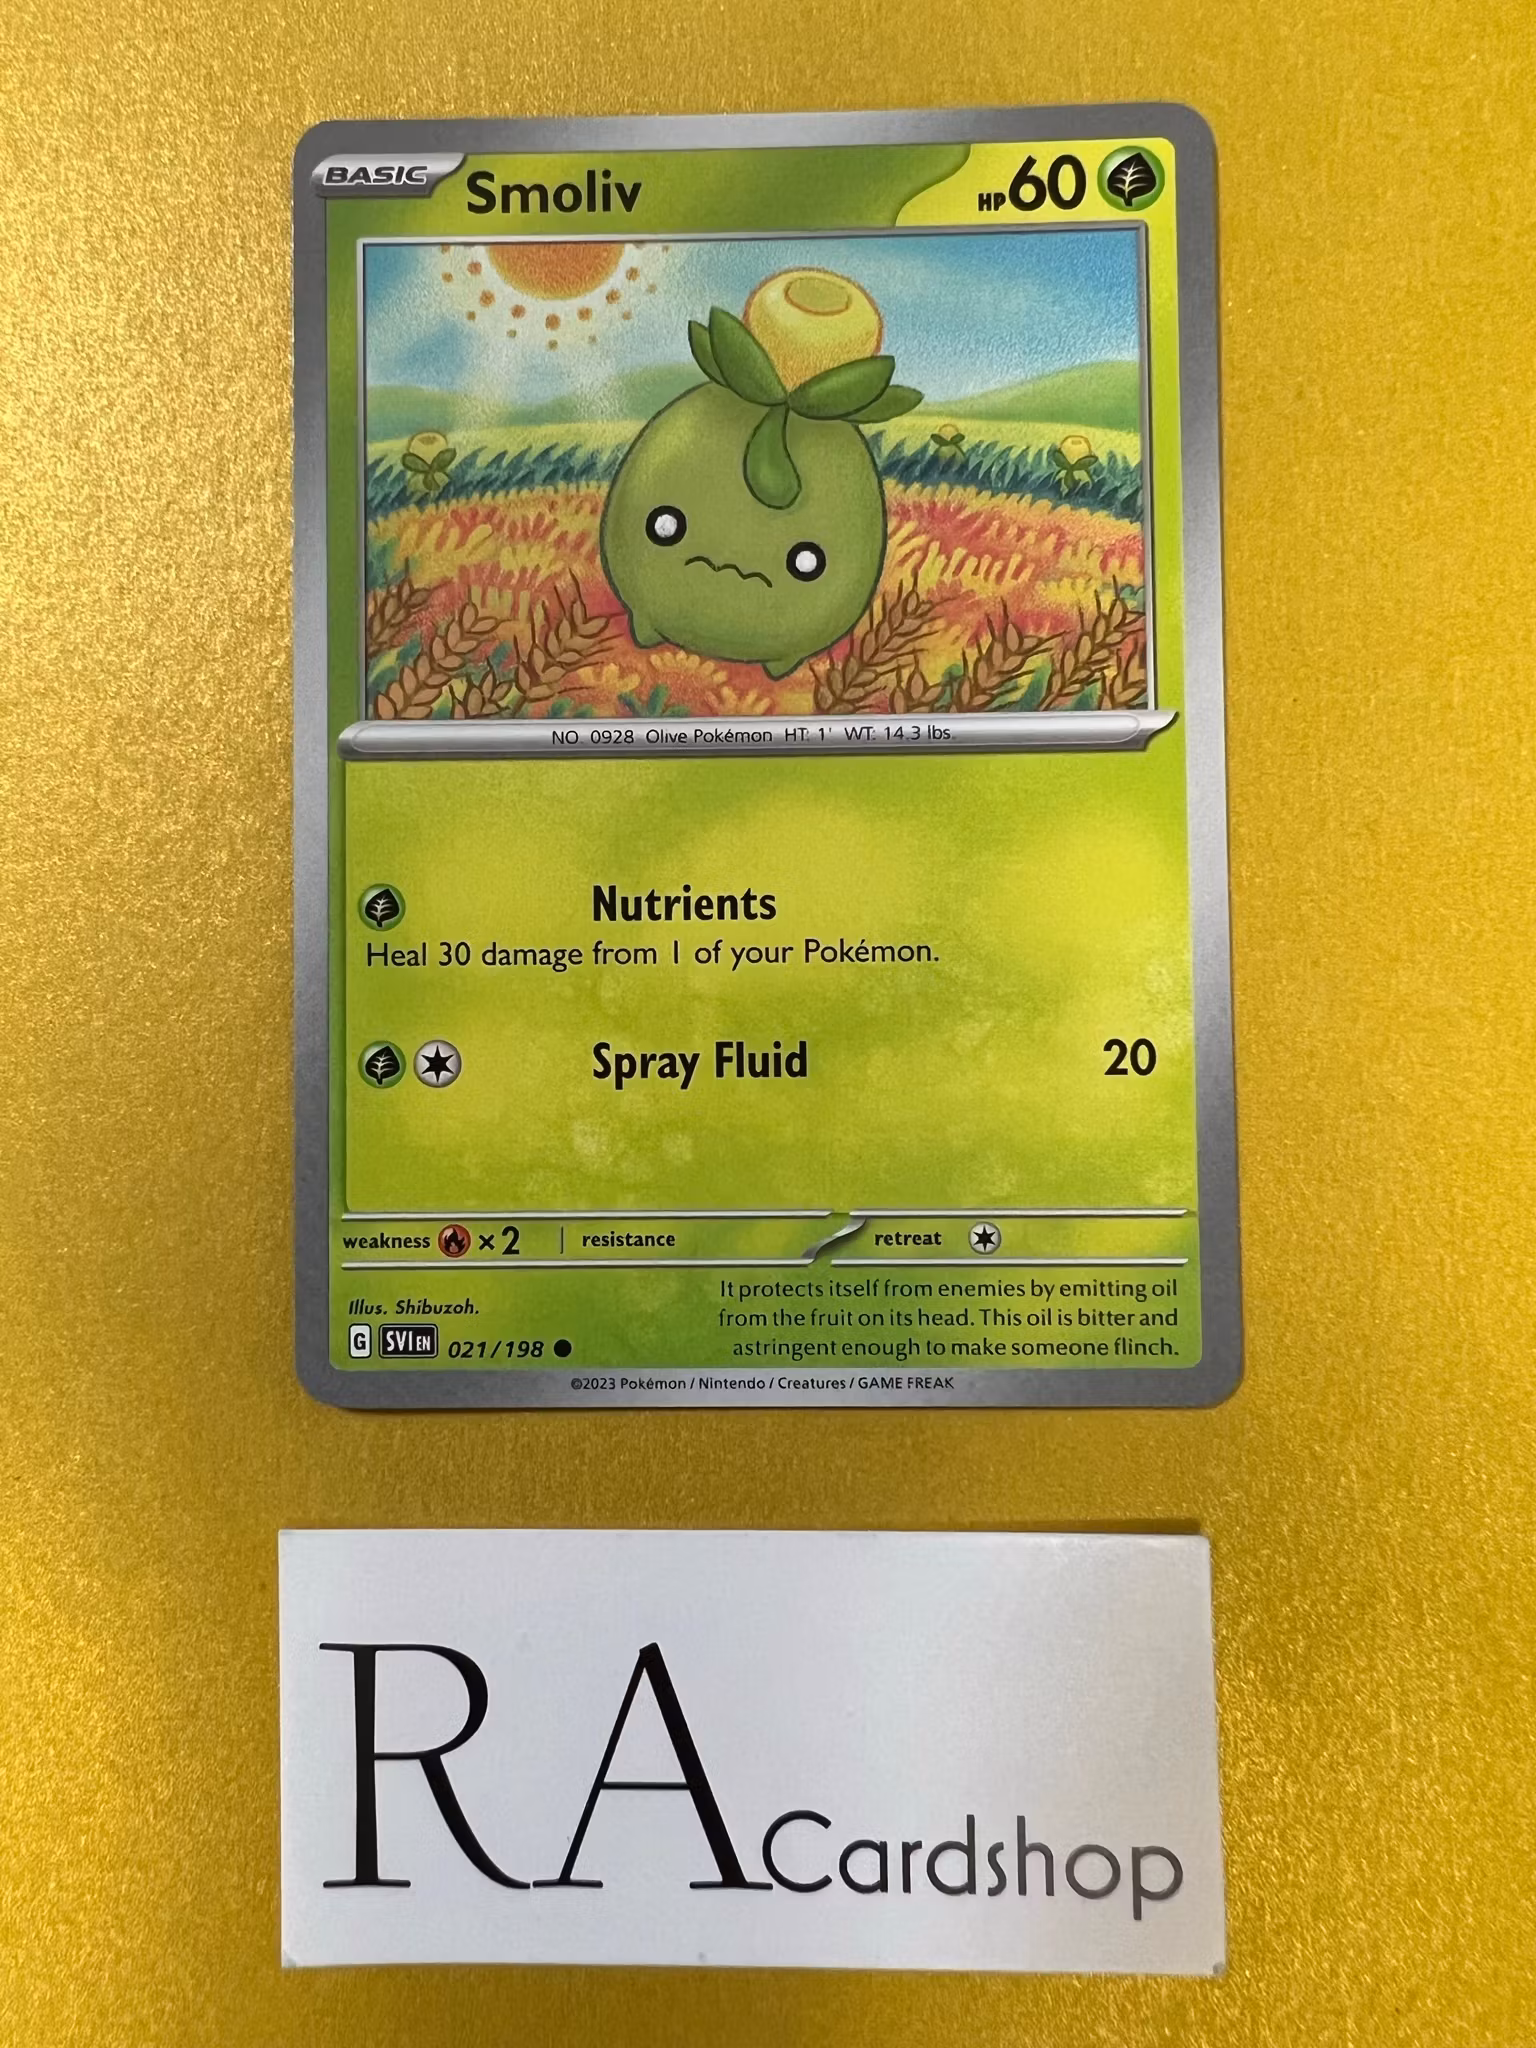 BASIC
Smoliv
HP 60
NO. 0928 Olive Pokémon HT: 1' WT: 14.3 lbs.
Nutrients
Heal 30 damage from 1 of your Pokémon.
Spray Fluid 20
weakness ×2 resistance retreat
Illus. Shibuzoh.
G SVI EN 021/198
It protects itself from enemies by emitting oil
from the fruit on its head. This oil is bitter and
astringent enough to make someone flinch.
©2023 Pokémon / Nintendo / Creatures / GAME FREAK
RA Cardshop